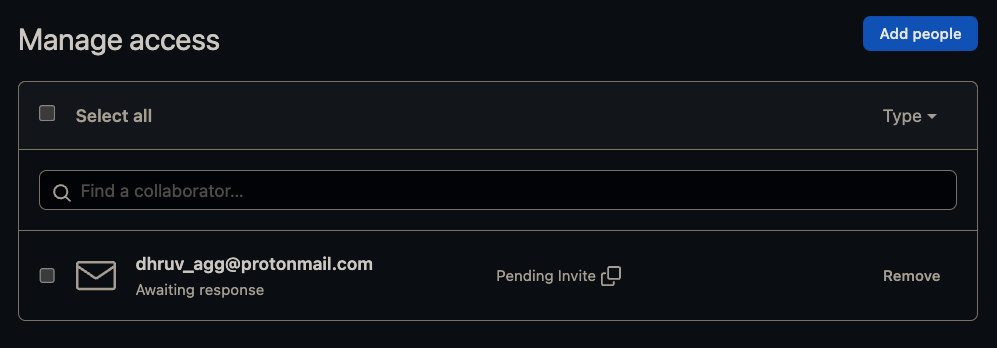 Manage access
Add people
Select all
Type
Find a collaborator...
dhruv_agg@protonmail.com
Awaiting response
Pending Invite
Remove